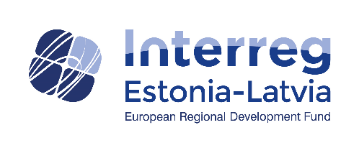 Interreg
Estonia-Latvia
European Regional Development Fund